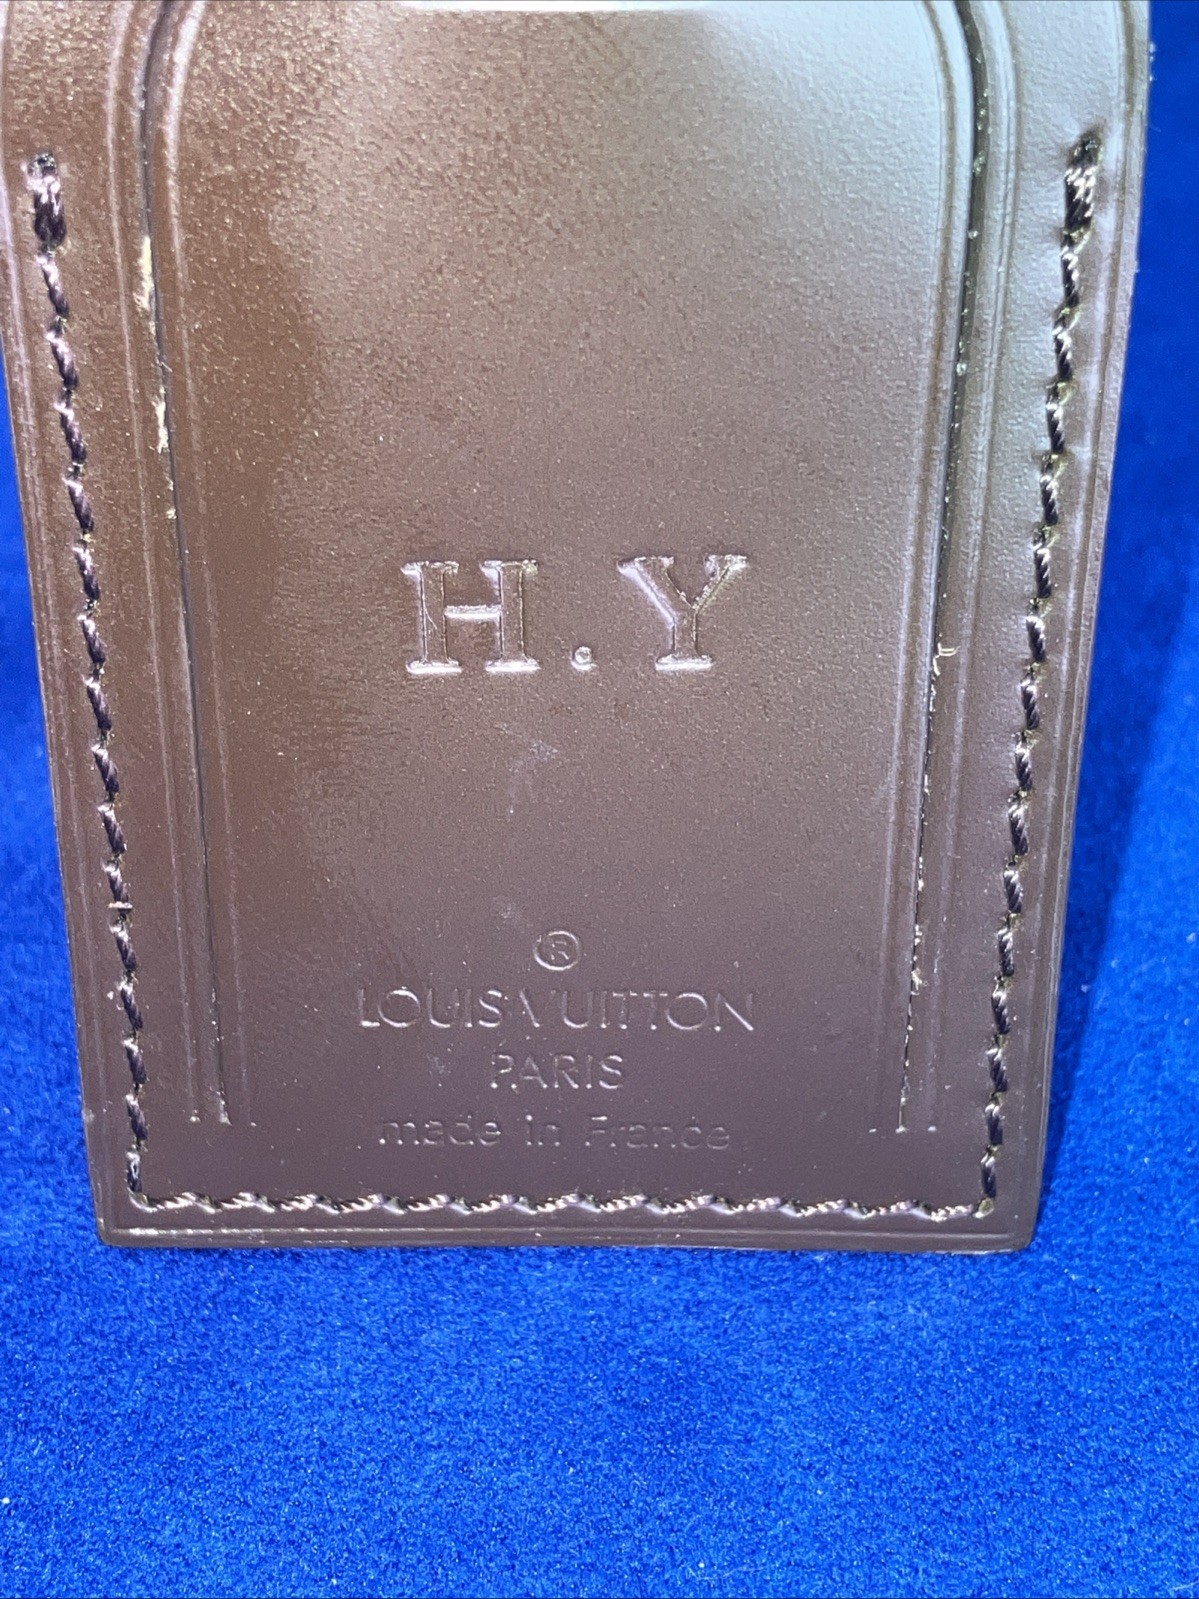 H.Y
®
LOUIS VUITTON
PARIS
made in France